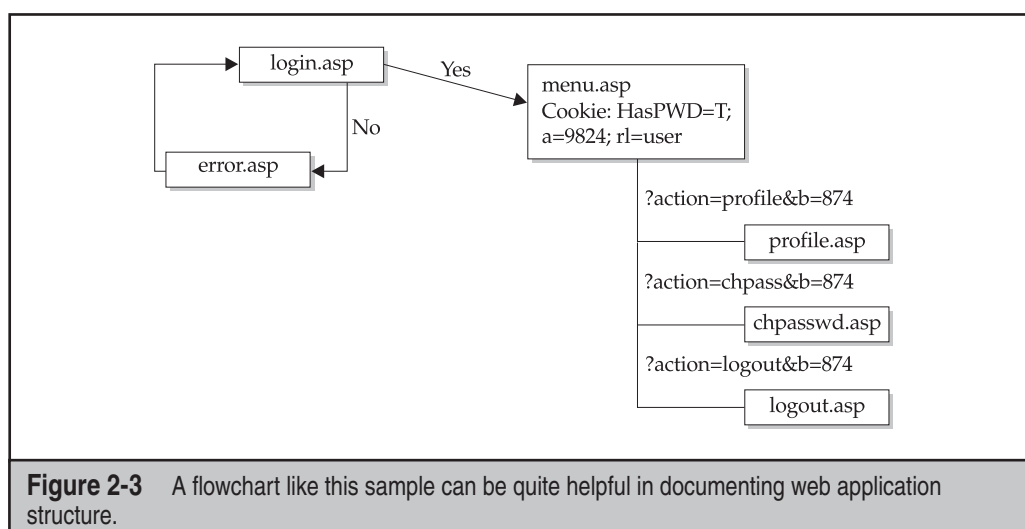 login.asp
Yes
menu.asp
Cookie: HasPWD=T;
a=9824; rl=user
No
error.asp
?action=profile&b=874
profile.asp
?action=chpass&b=874
chpasswd.asp
?action=logout&b=874
logout.asp
Figure 2-3 A flowchart like this sample can be quite helpful in documenting web application
structure.